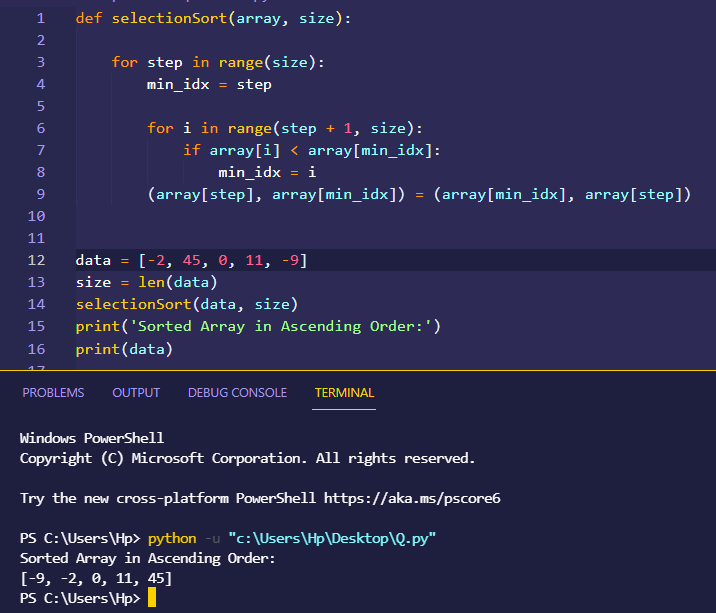 1 def selectionSort(array, size):
2
3 for step in range(size):
4 min_idx = step
5
6 for i in range(step + 1, size):
7 if array[i] < array[min_idx]:
8 min_idx = i
9 (array[step], array[min_idx]) = (array[min_idx], array[step])
10
11
12 data = [-2, 45, 0, 11, -9]
13 size = len(data)
14 selectionSort(data, size)
15 print('Sorted Array in Ascending Order:')
16 print(data)
17
PROBLEMS OUTPUT DEBUG CONSOLE TERMINAL
Windows PowerShell
Copyright (C) Microsoft Corporation. All rights reserved.
Try the new cross-platform PowerShell https://aka.ms/pscore6
PS C:\Users\Hp> python -u "c:\Users\Hp\Desktop\Q.py"
Sorted Array in Ascending Order:
[-9, -2, 0, 11, 45]
PS C:\Users\Hp>